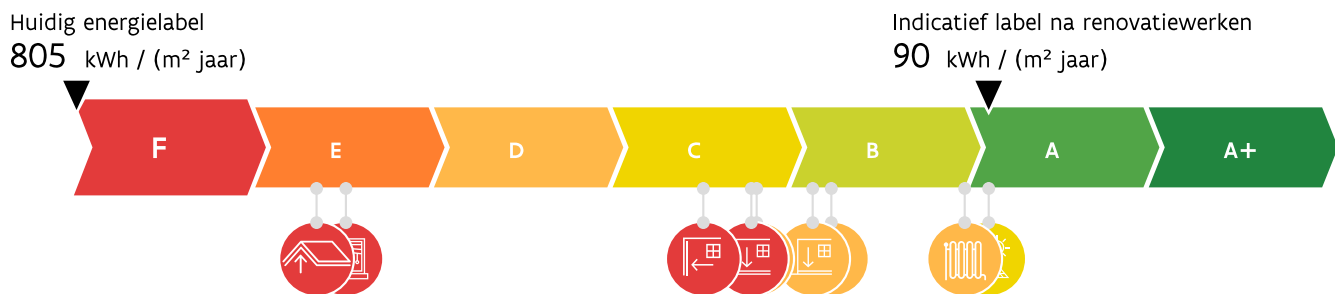 Huidig energielabel
805 kWh / (m² jaar)
Indicatief label na renovatiewerken
90 kWh / (m² jaar)
F E D C B A A+